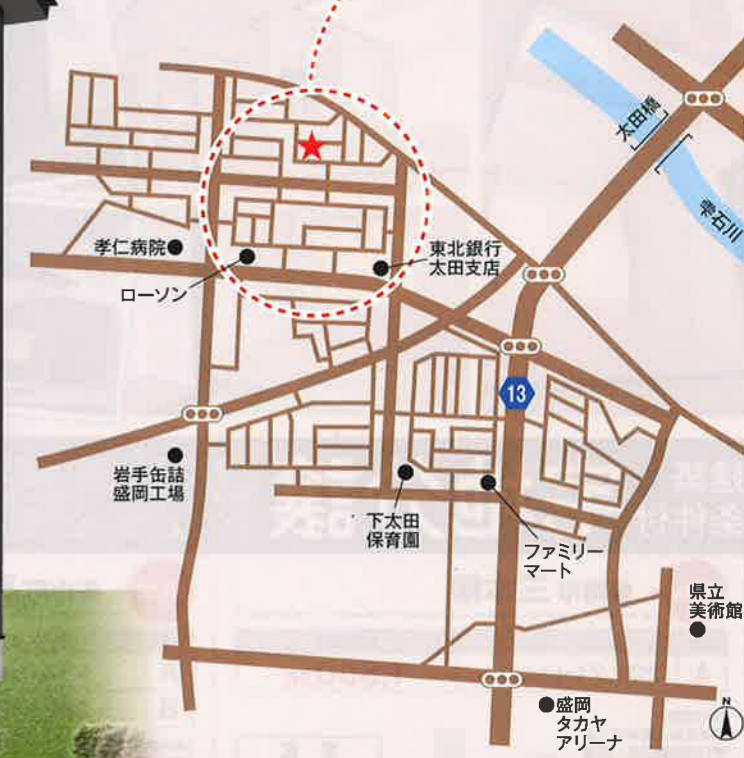 太田橋
雫石川
孝仁病院
ローソン
東北銀行
太田支店
13
岩手缶詰
盛岡工場
下太田
保育園
ファミリー
マート
県立
美術館
盛岡
タカヤ
アリーナ
N